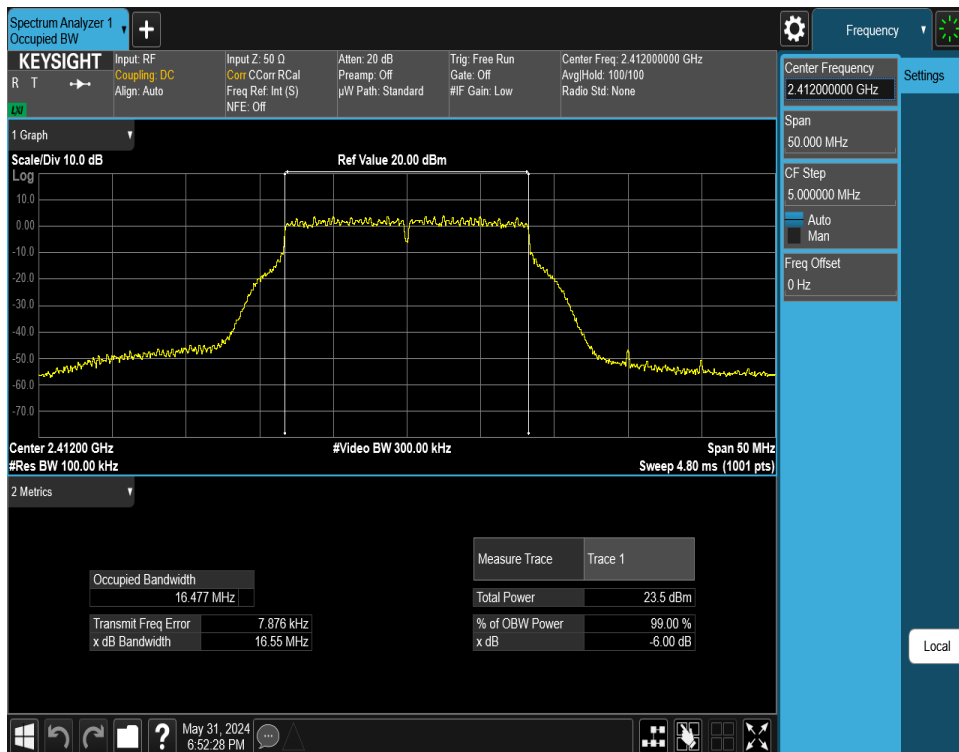 Spectrum Analyzer 1
Occupied BW
Frequency
KEYSIGHT
R T
LXI
Input: RF
Coupling: DC
Align: Auto
Input Z: 50 Ω
Corr CCorr RCal
Freq Ref: Int (S)
NFE: Off
Atten: 20 dB
Preamp: Off
µW Path: Standard
Trig: Free Run
Gate: Off
#IF Gain: Low
Center Freq: 2.412000000 GHz
Avg|Hold: 100/100
Radio Std: None
Center Frequency
2.412000000 GHz
Settings
Span
50.000 MHz
CF Step
5.000000 MHz
Auto
Man
Freq Offset
0 Hz
Local
1 Graph
Scale/Div 10.0 dB
Ref Value 20.00 dBm
Log
10.0
0.00
-10.0
-20.0
-30.0
-40.0
-50.0
-60.0
-70.0
Center 2.41200 GHz
#Video BW 300.00 kHz
Span 50 MHz
#Res BW 100.00 kHz
Sweep 4.80 ms (1001 pts)
2 Metrics
Occupied Bandwidth
16.477 MHz
Transmit Freq Error 7.876 kHz
x dB Bandwidth 16.55 MHz
Measure Trace Trace 1
Total Power 23.5 dBm
% of OBW Power 99.00 %
x dB -6.00 dB
May 31, 2024
6:52:28 PM